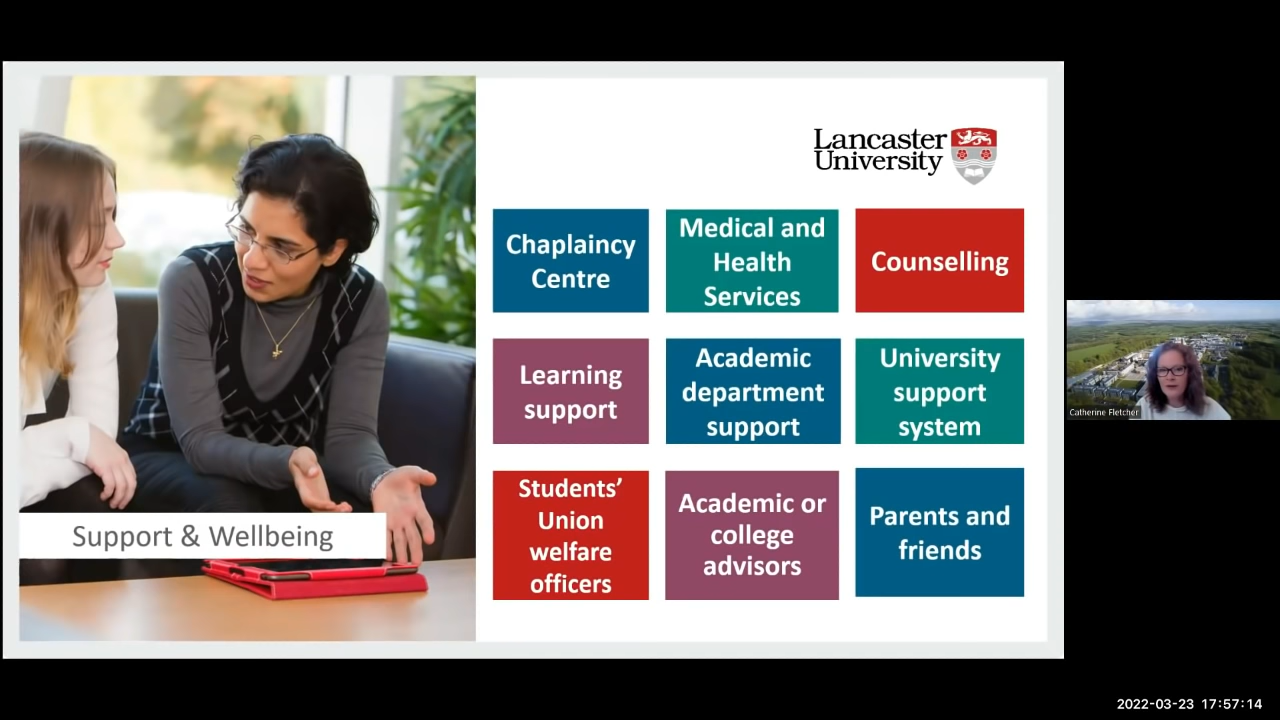 Lancaster
University
Chaplaincy
Centre
Medical and
Health
Services
Counselling
Learning
support
Academic
department
support
University
support
system
Students’
Union
welfare
officers
Academic or
college
advisors
Parents and
friends
Support & Wellbeing
Catherine Fletcher
2022-03-23 17:57:14